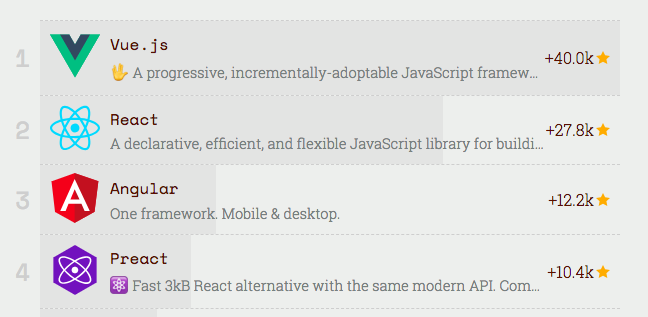 1
Vue.js
+40.0k⭐
🖖 A progressive, incrementally-adoptable JavaScript framew...
2
React
+27.8k⭐
A declarative, efficient, and flexible JavaScript library for buildi...
3
Angular
+12.2k⭐
One framework. Mobile & desktop.
4
Preact
+10.4k⭐
⚛️ Fast 3kB React alternative with the same modern API. Com...